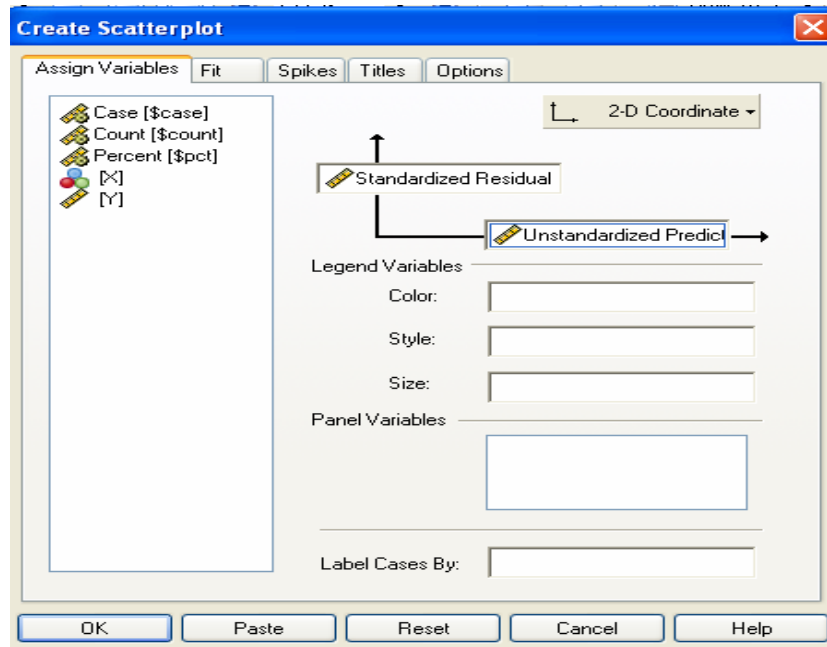 Create Scatterplot
Assign Variables Fit Spikes Titles Options
Case [$case]
Count [$count]
Percent [$pct]
[X]
[Y]
2-D Coordinate
Standardized Residual
Unstandardized Predict
Legend Variables
Color:
Style:
Size:
Panel Variables
Label Cases By:
OK Paste Reset Cancel Help